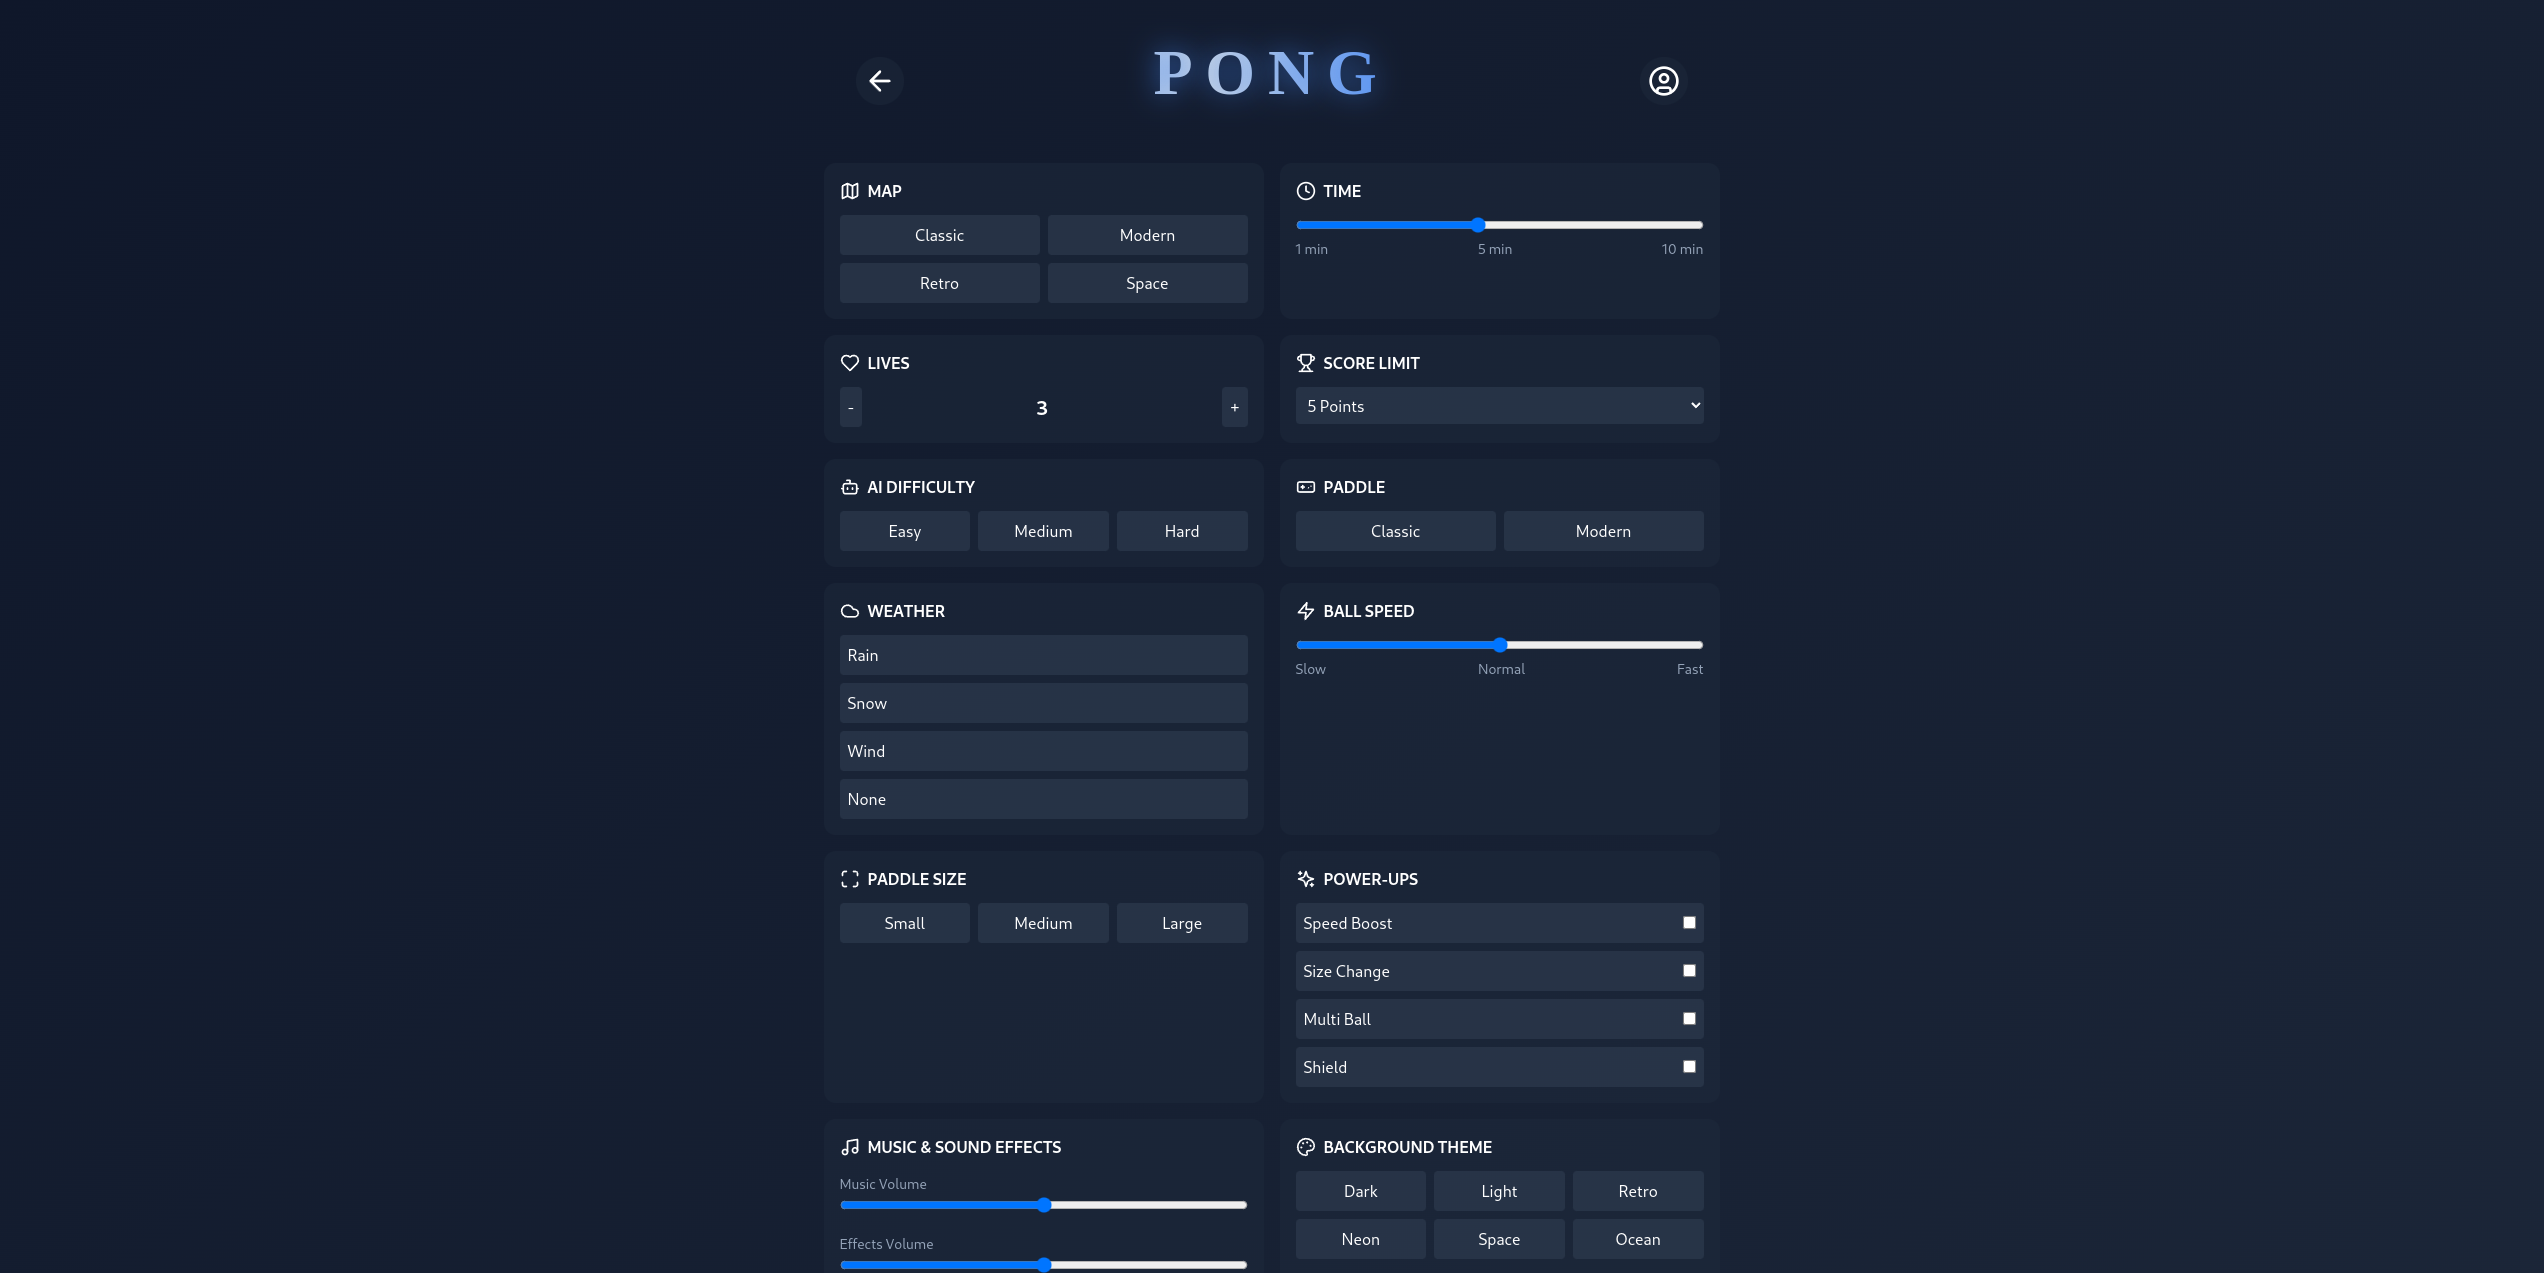 PONG
MAP
Classic
Modern
Retro
Space
TIME
1 min
5 min
10 min
LIVES
-
3
+
SCORE LIMIT
5 Points
AI DIFFICULTY
Easy
Medium
Hard
PADDLE
Classic
Modern
WEATHER
Rain
Snow
Wind
None
BALL SPEED
Slow
Normal
Fast
PADDLE SIZE
Small
Medium
Large
POWER-UPS
Speed Boost
Size Change
Multi Ball
Shield
MUSIC & SOUND EFFECTS
Music Volume
Effects Volume
BACKGROUND THEME
Dark
Light
Retro
Neon
Space
Ocean